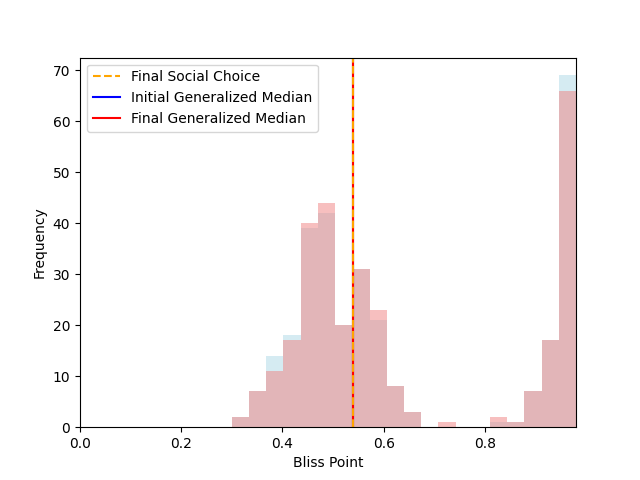 Final Social Choice
Initial Generalized Median
Final Generalized Median
70
60
50
40
30
20
10
0
Frequency
0.0 0.2 0.4 0.6 0.8
Bliss Point